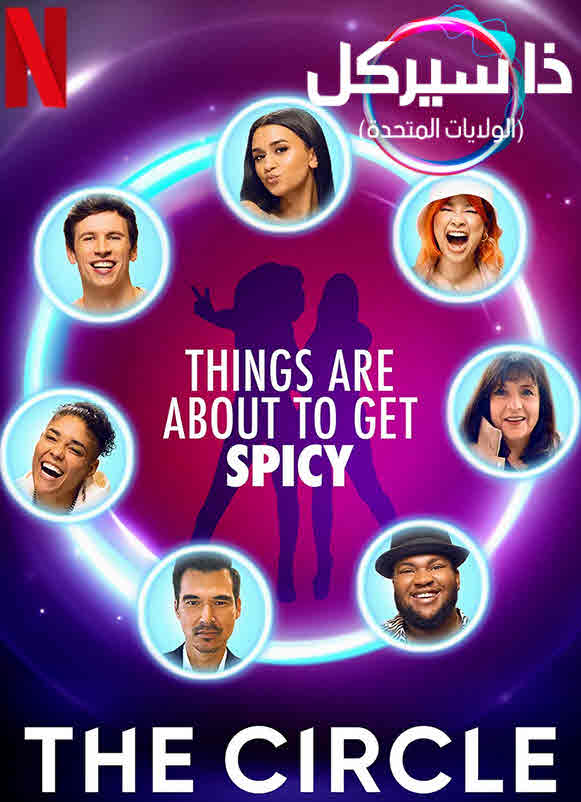 N
ذا سيركل
(الولايات المتحدة)
THINGS ARE
ABOUT TO GET
SPICY
THE CIRCLE